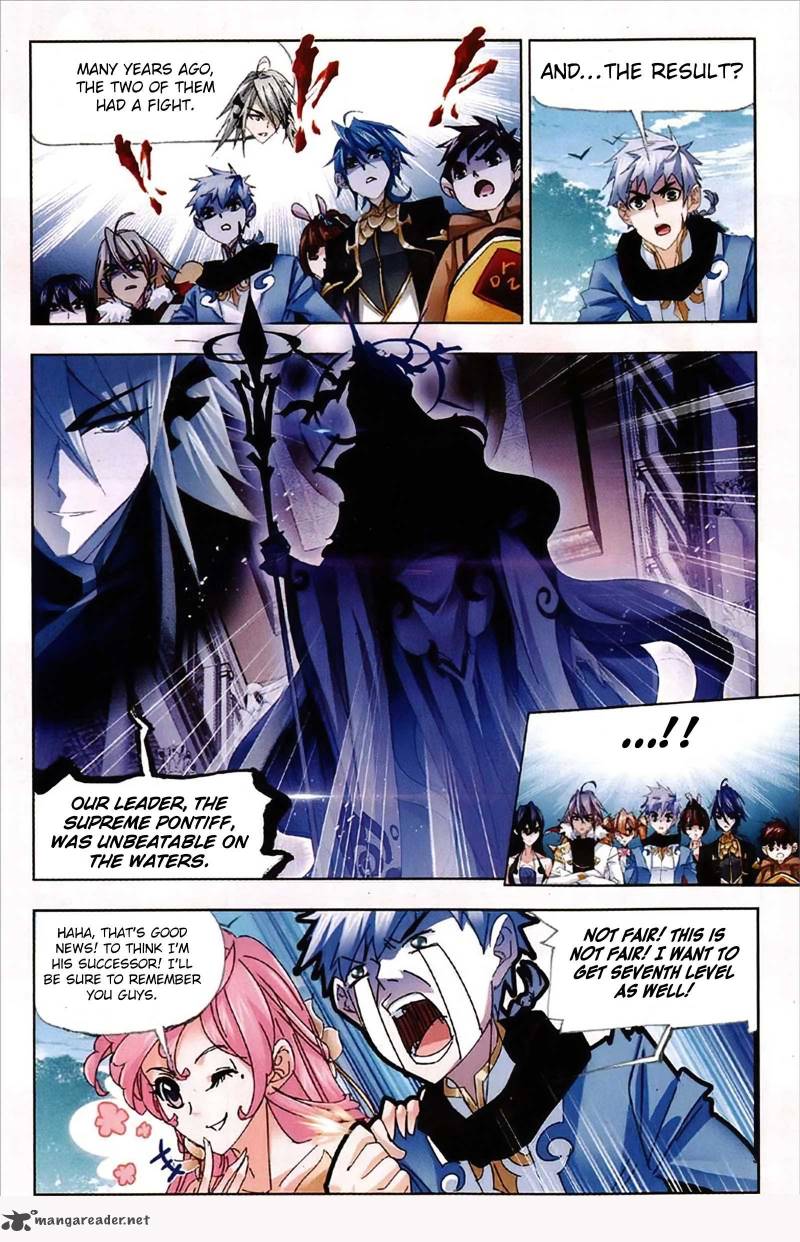 MANY YEARS AGO,
THE TWO OF THEM
HAD A FIGHT.
!! !! !!
AND...THE RESULT?
OUR LEADER, THE
SUPREME PONTIFF,
WAS UNBEATABLE ON
THE WATERS.
...!!
HAHA, THAT'S GOOD
NEWS! TO THINK I'M
HIS SUCCESSOR! I'LL
BE SURE TO REMEMBER
YOU GUYS.
NOT FAIR! THIS IS
NOT FAIR! I WANT TO
GET SEVENTH LEVEL
AS WELL!
mangareader.net